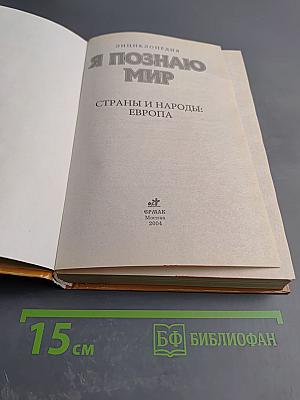 ЭНЦИКЛОПЕДИЯ
Я ПОЗНАЮ
МИР
СТРАНЫ И НАРОДЫ:
ЕВРОПА
ЕРМАК
Москва
2004
15 см
БФ БИБЛИОФАН